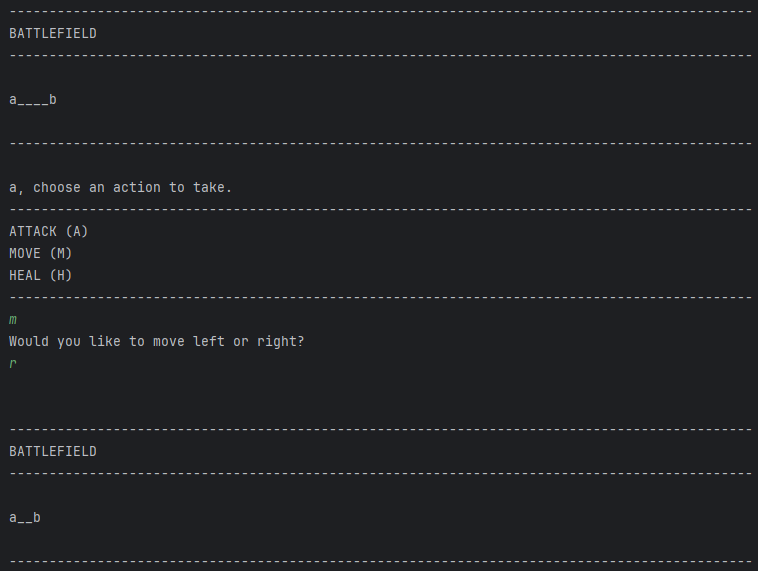 ---------------------------------------------------------------------------------------------
BATTLEFIELD
---------------------------------------------------------------------------------------------
a____b
---------------------------------------------------------------------------------------------
a, choose an action to take.
---------------------------------------------------------------------------------------------
ATTACK (A)
MOVE (M)
HEAL (H)
---------------------------------------------------------------------------------------------
m
Would you like to move left or right?
r
---------------------------------------------------------------------------------------------
BATTLEFIELD
---------------------------------------------------------------------------------------------
a__b
---------------------------------------------------------------------------------------------